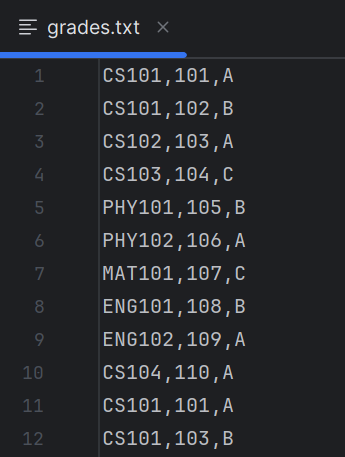 grades.txt
1 CS101,101,A
2 CS101,102,B
3 CS102,103,A
4 CS103,104,C
5 PHY101,105,B
6 PHY102,106,A
7 MAT101,107,C
8 ENG101,108,B
9 ENG102,109,A
10 CS104,110,A
11 CS101,101,A
12 CS101,103,B